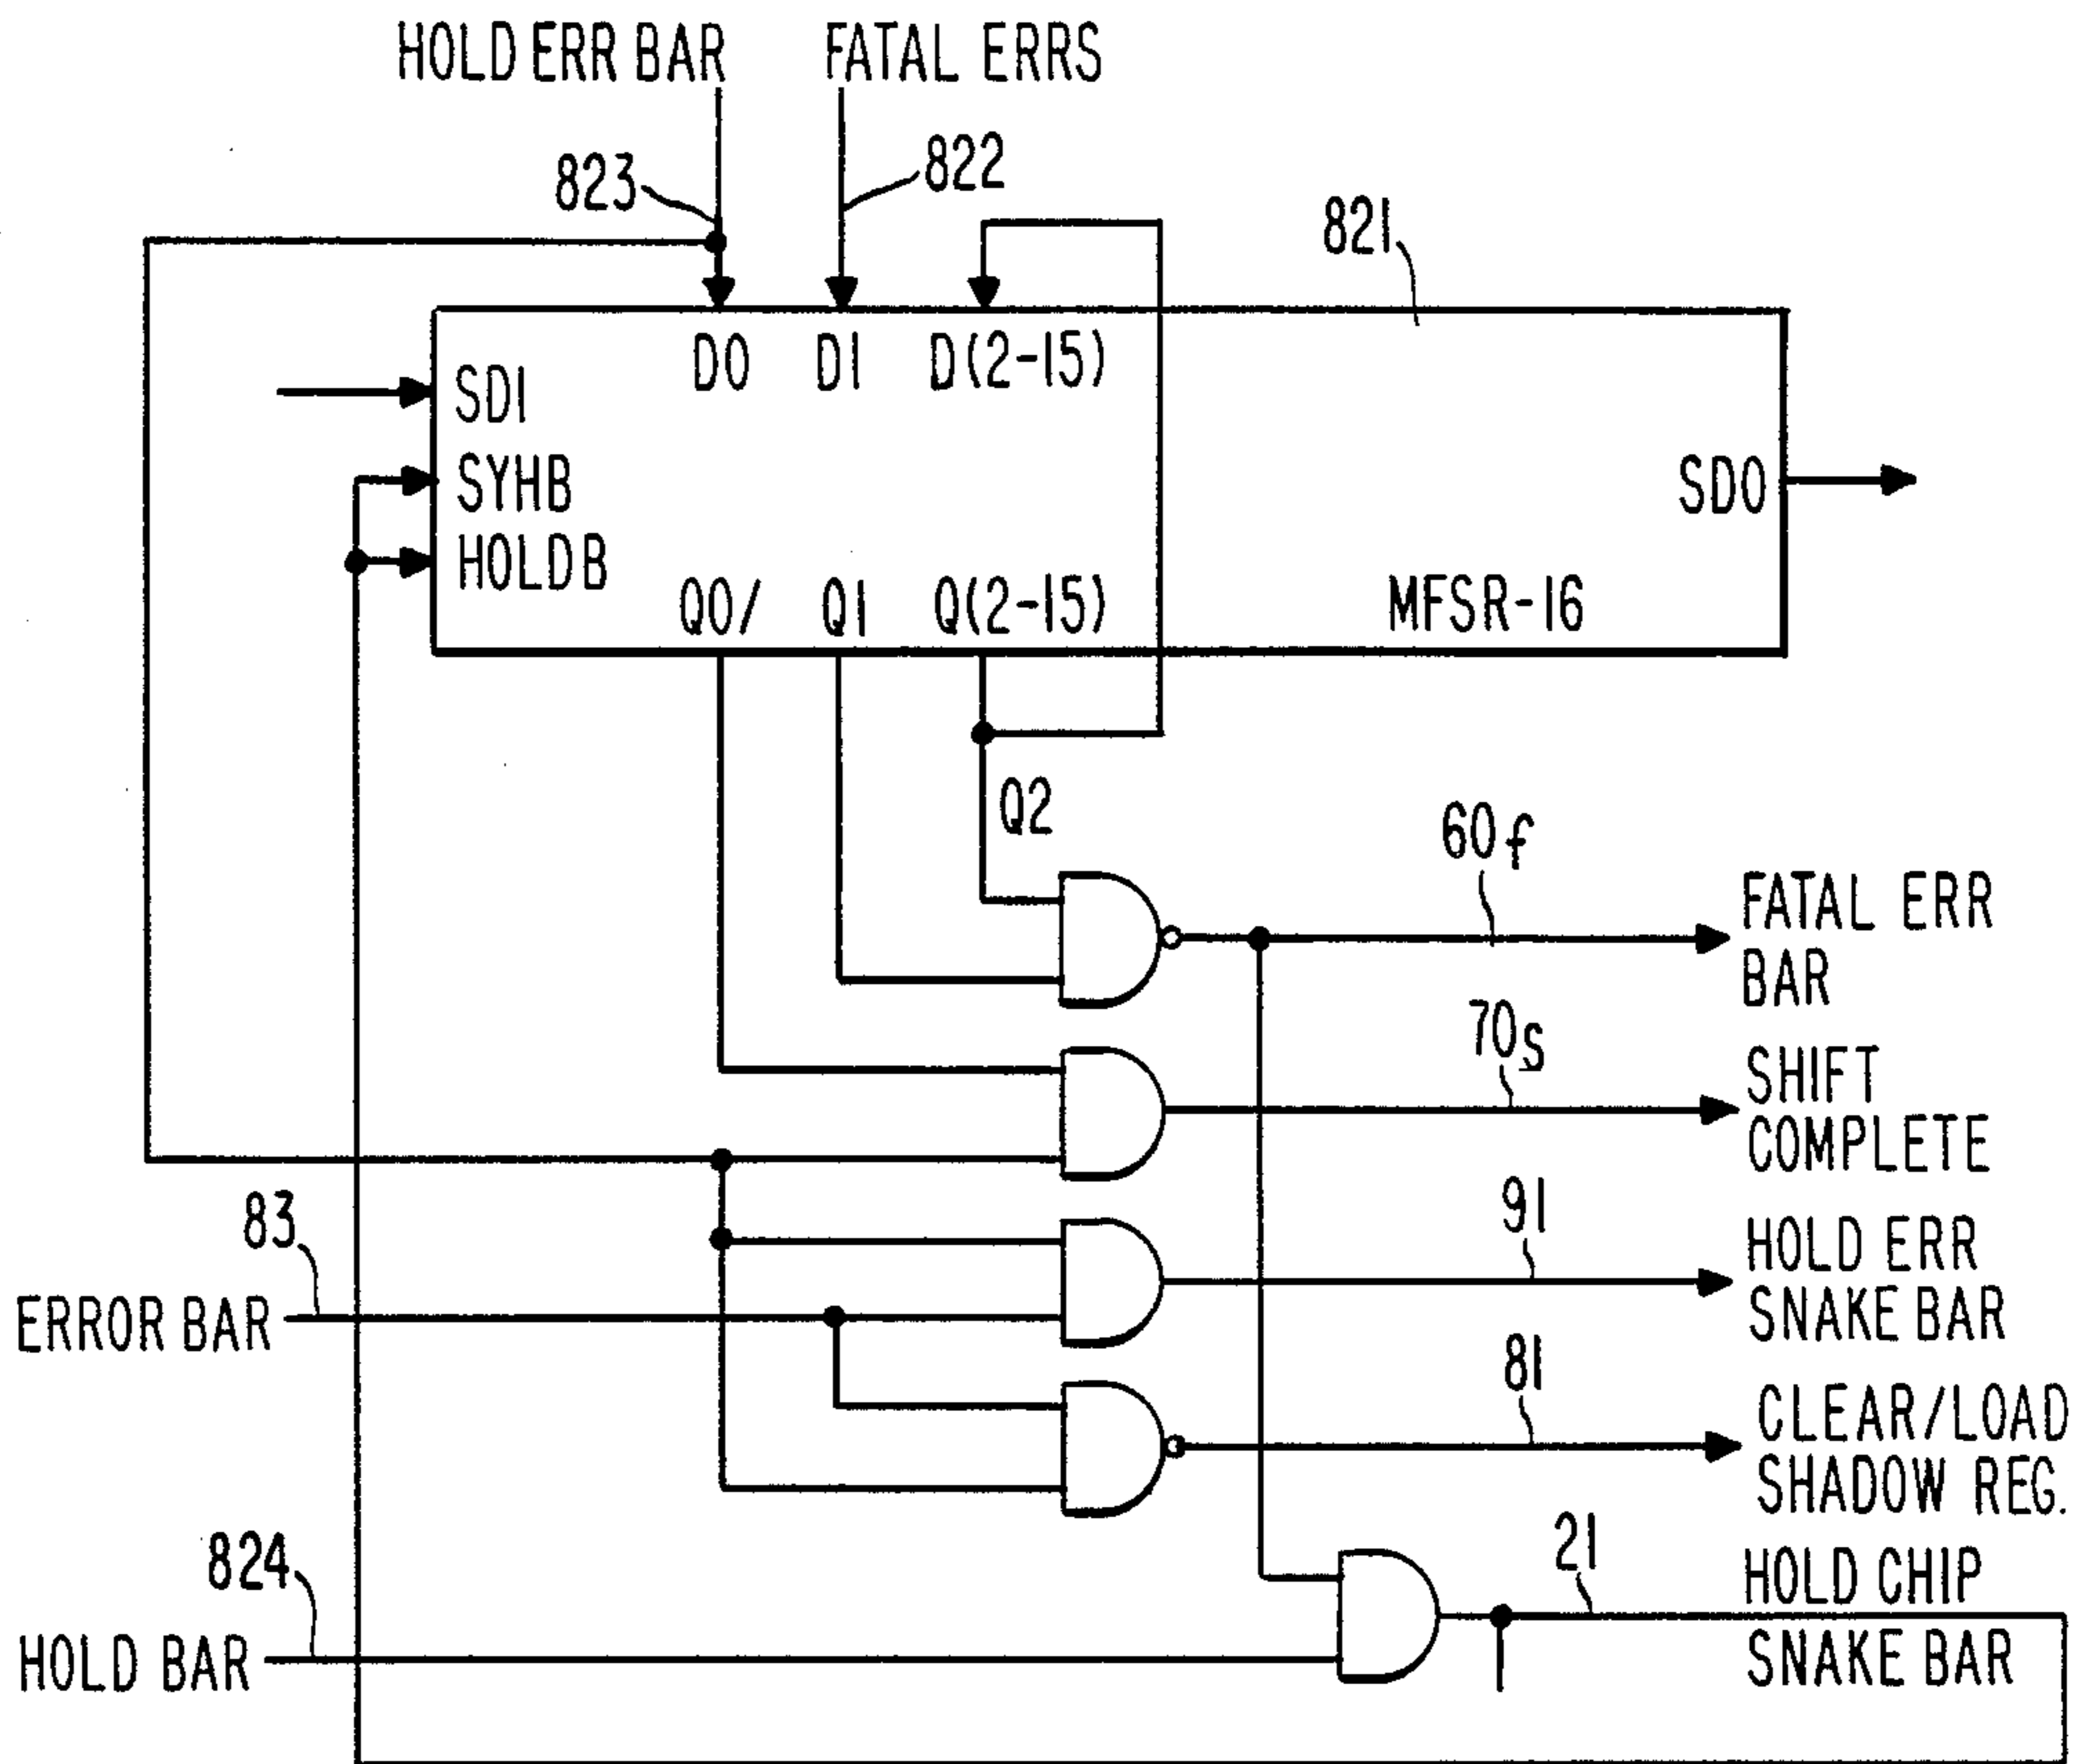 HOLD ERR BAR
FATAL ERRS
823
822
821
D0
D1
D(2-15)
SDI
SYHB
HOLDB
SDO
Q0/
Q1
Q(2-15)
MFSR-16
Q2
60f
FATAL ERR
BAR
70s
SHIFT
COMPLETE
83
ERROR BAR
91
HOLD ERR
SNAKE BAR
81
CLEAR/LOAD
SHADOW REG.
824
HOLD BAR
21
HOLD CHIP
SNAKE BAR